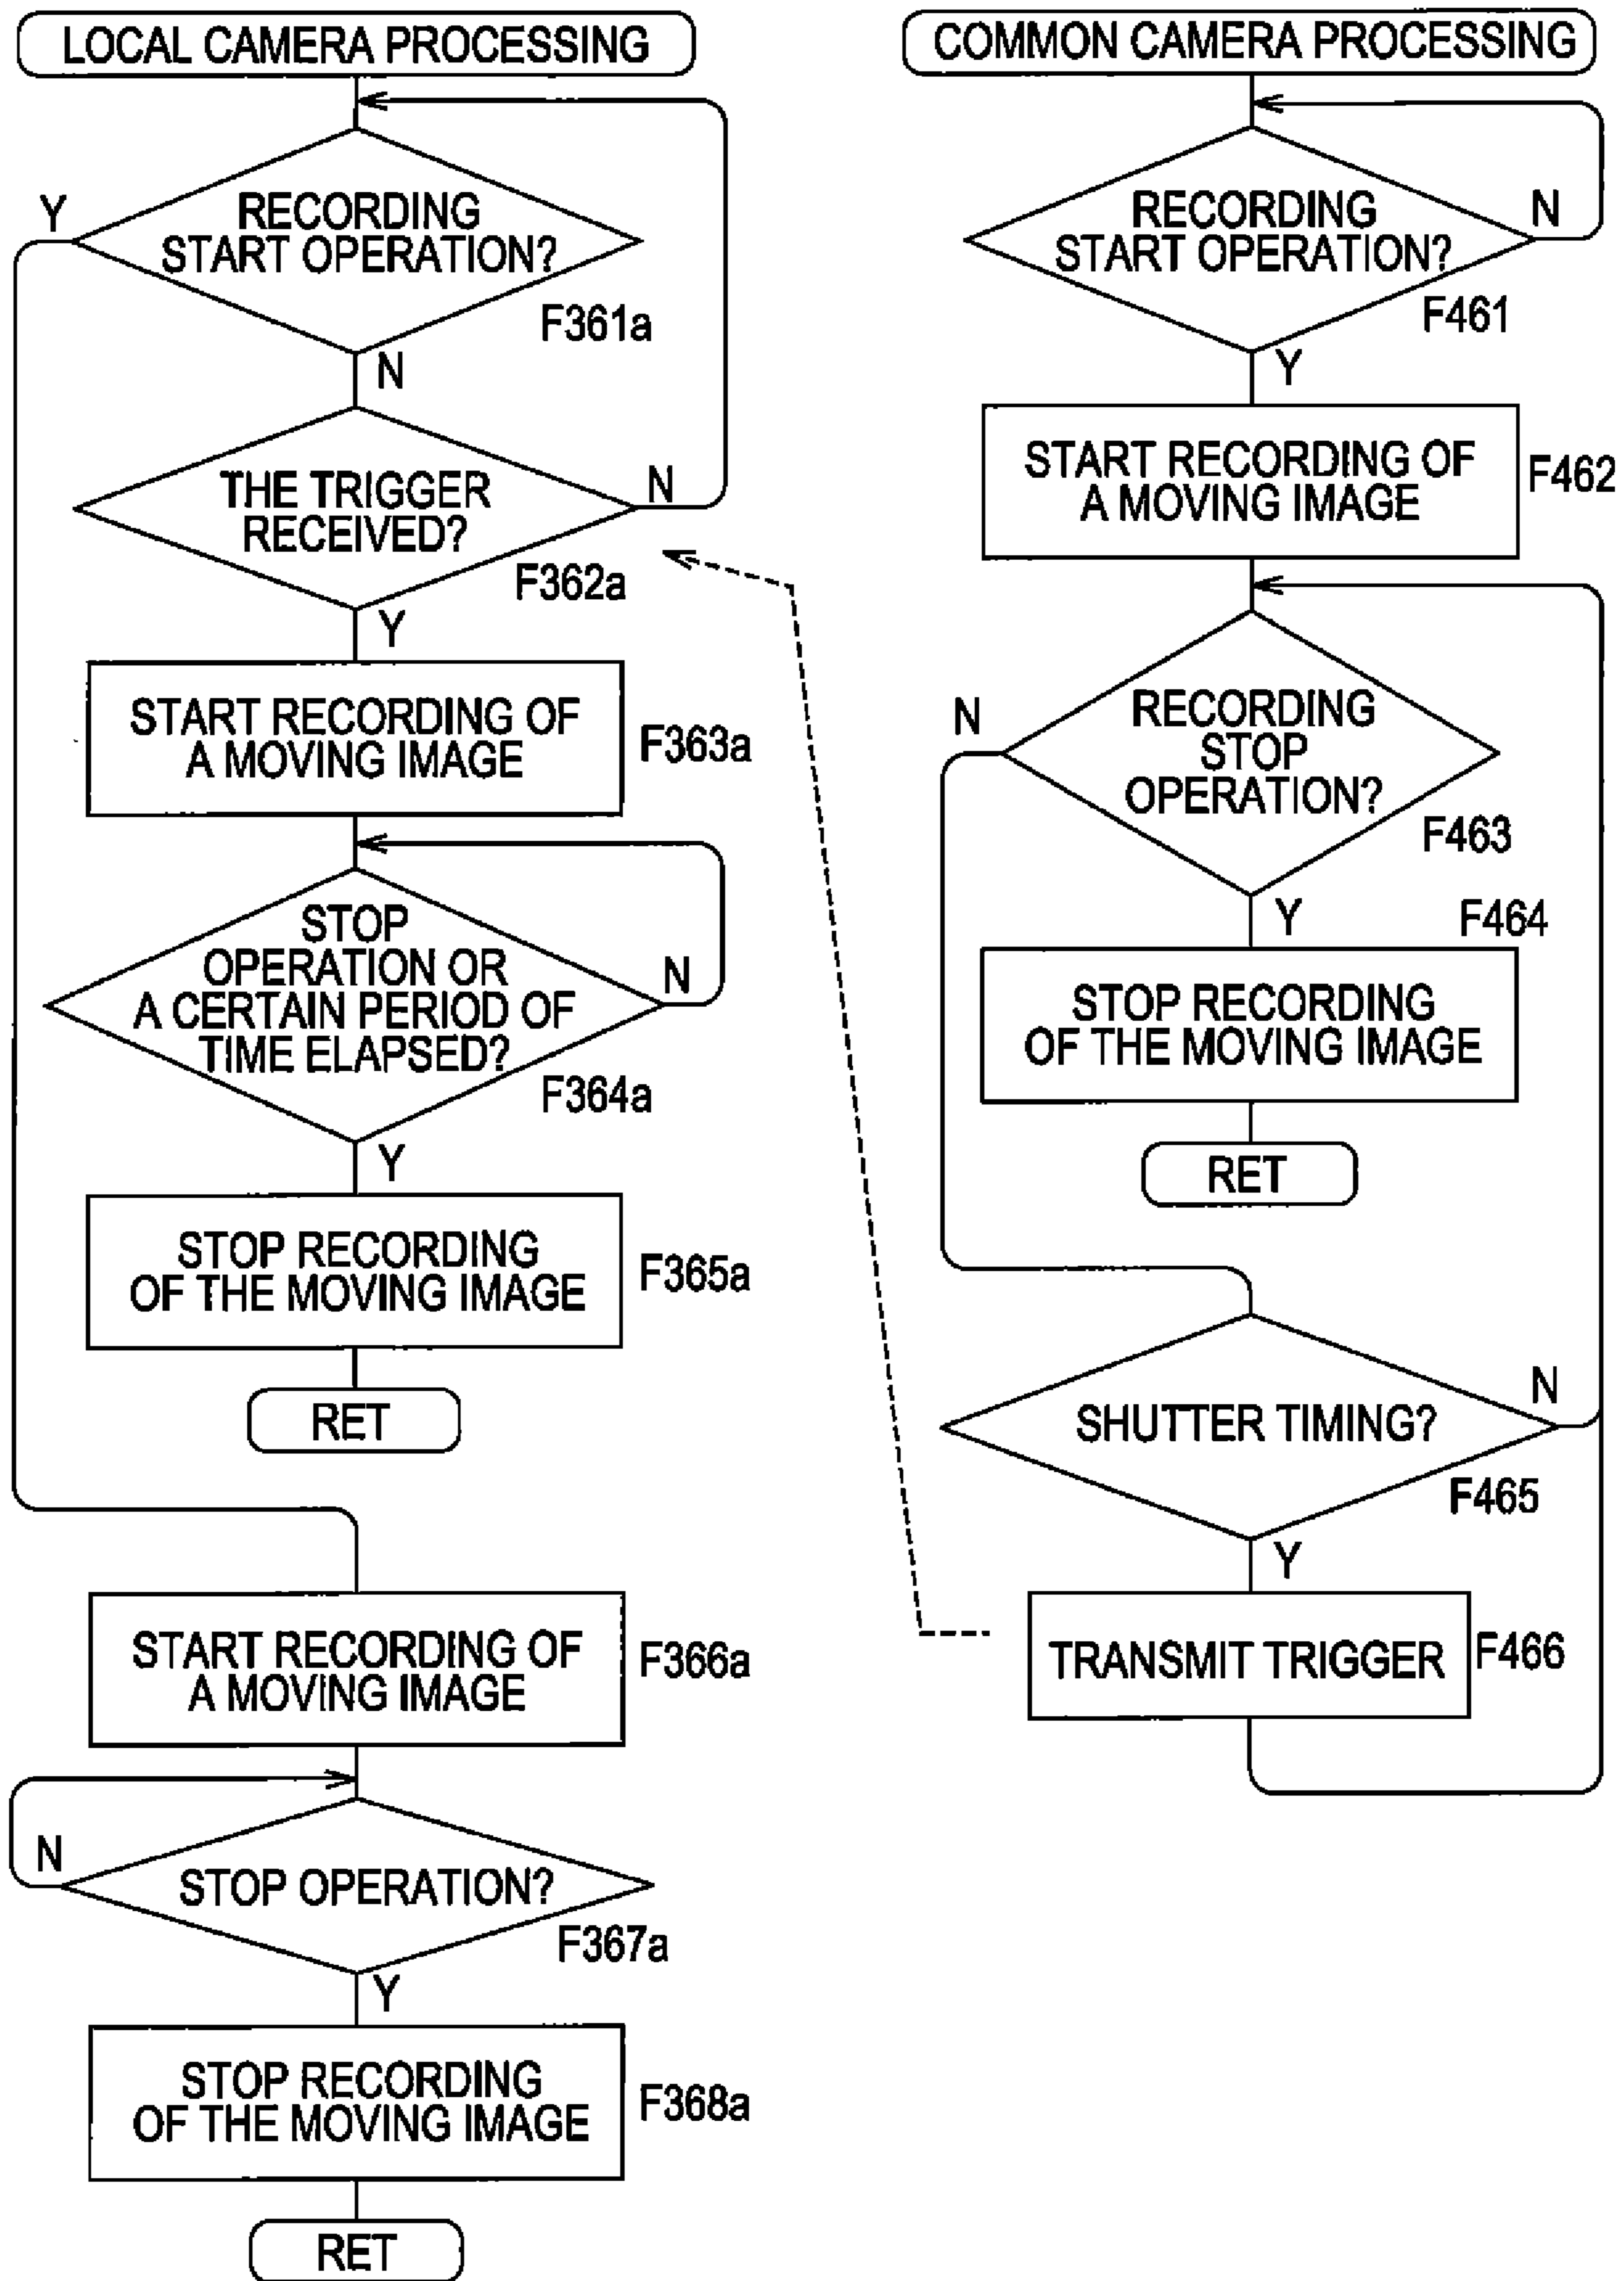 LOCAL CAMERA PROCESSING
Y
RECORDING
START OPERATION?
F361a
N
THE TRIGGER
RECEIVED?
N
F362a
Y
START RECORDING OF
A MOVING IMAGE
F363a
STOP
OPERATION OR
A CERTAIN PERIOD OF
TIME ELAPSED?
N
F364a
Y
STOP RECORDING
OF THE MOVING IMAGE
F365a
RET
START RECORDING OF
A MOVING IMAGE
F366a
N
STOP OPERATION?
F367a
Y
STOP RECORDING
OF THE MOVING IMAGE
F368a
RET
COMMON CAMERA PROCESSING
RECORDING
START OPERATION?
N
F461
Y
START RECORDING OF
A MOVING IMAGE
F462
N
RECORDING
STOP
OPERATION?
F463
Y
F464
STOP RECORDING
OF THE MOVING IMAGE
RET
N
SHUTTER TIMING?
F465
Y
TRANSMIT TRIGGER
F466